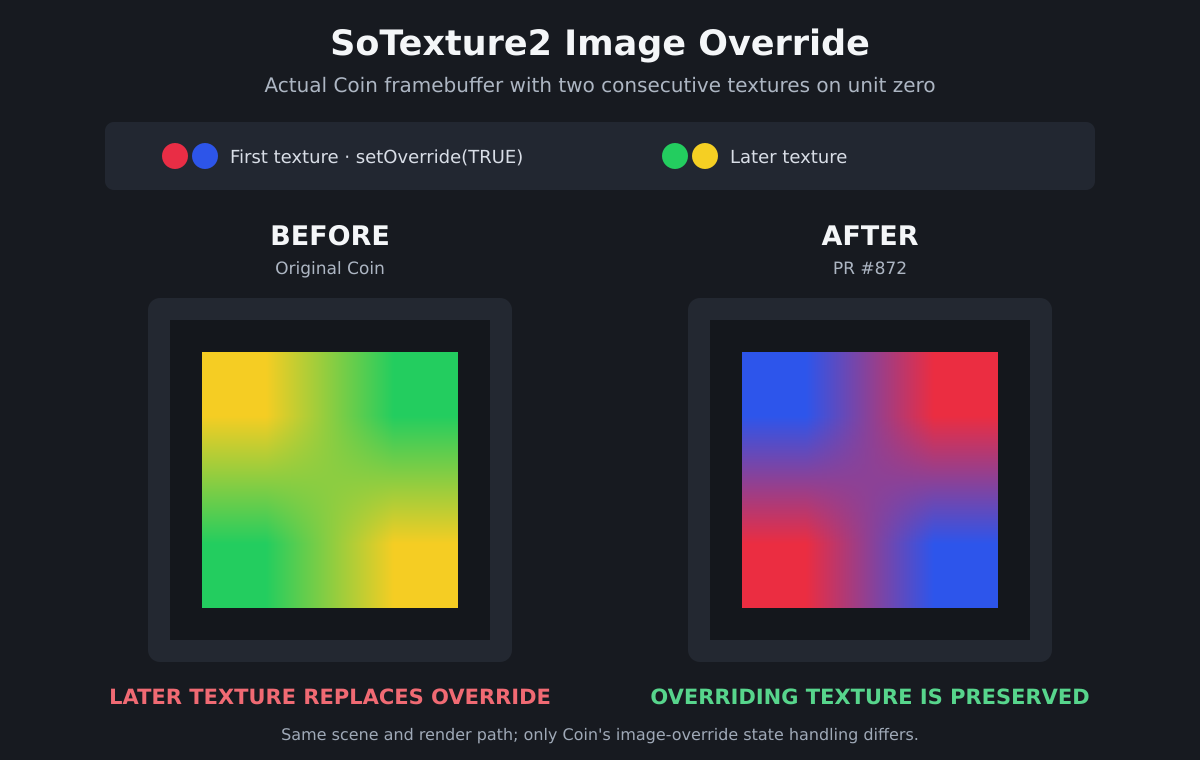 SoTexture2 Image Override
Actual Coin framebuffer with two consecutive textures on unit zero
First texture · setOverride(TRUE)
Later texture
BEFORE
Original Coin
AFTER
PR #872
LATER TEXTURE REPLACES OVERRIDE
OVERRIDING TEXTURE IS PRESERVED
Same scene and render path; only Coin's image-override state handling differs.